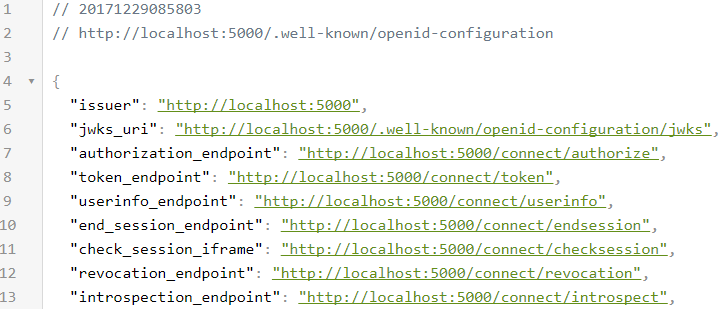 1 // 20171229085803
2 // http://localhost:5000/.well-known/openid-configuration
3
4 {
5 "issuer": "http://localhost:5000",
6 "jwks_uri": "http://localhost:5000/.well-known/openid-configuration/jwks",
7 "authorization_endpoint": "http://localhost:5000/connect/authorize",
8 "token_endpoint": "http://localhost:5000/connect/token",
9 "userinfo_endpoint": "http://localhost:5000/connect/userinfo",
10 "end_session_endpoint": "http://localhost:5000/connect/endsession",
11 "check_session_iframe": "http://localhost:5000/connect/checksession",
12 "revocation_endpoint": "http://localhost:5000/connect/revocation",
13 "introspection_endpoint": "http://localhost:5000/connect/introspect",